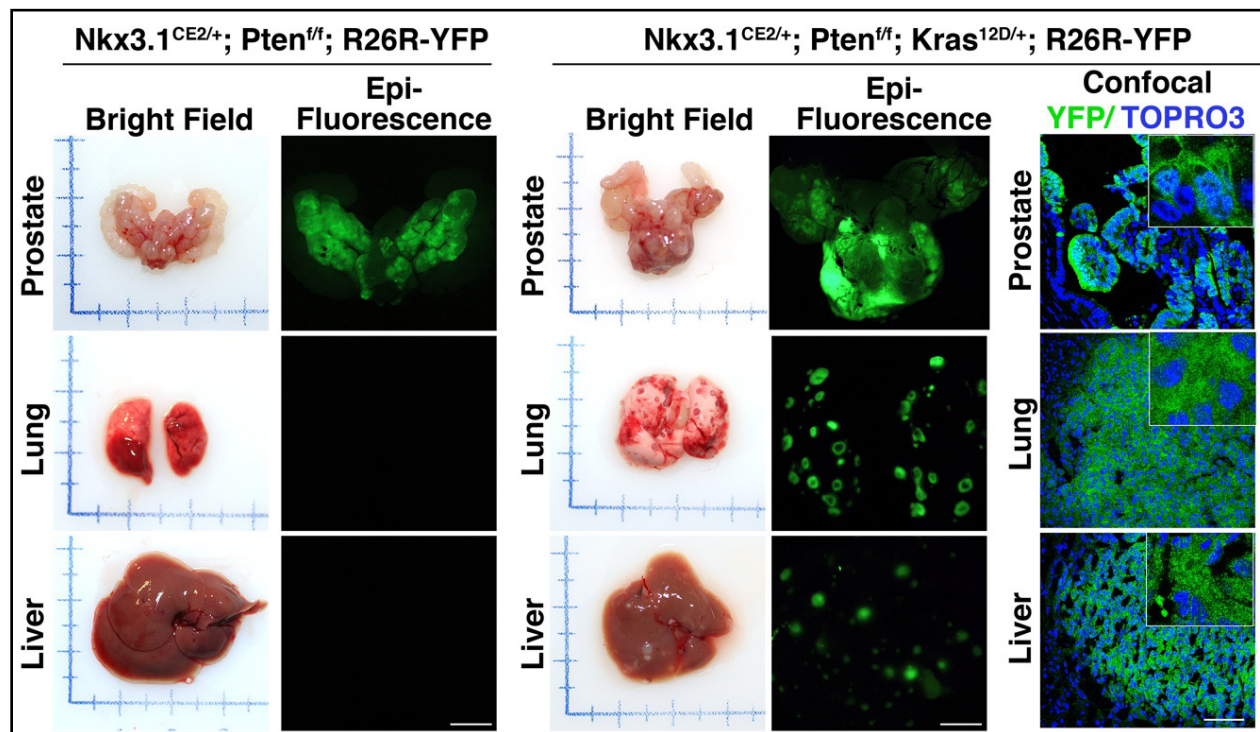 Nkx3.1CE2/+; Ptenf/f; R26R-YFP
Nkx3.1CE2/+; Ptenf/f; Kras12D/+; R26R-YFP
Bright Field
Epi-
Fluorescence
Bright Field
Epi-
Fluorescence
Confocal
YFP/ TOPRO3
Prostate
Prostate
Prostate
Lung
Lung
Lung
Liver
Liver
Liver